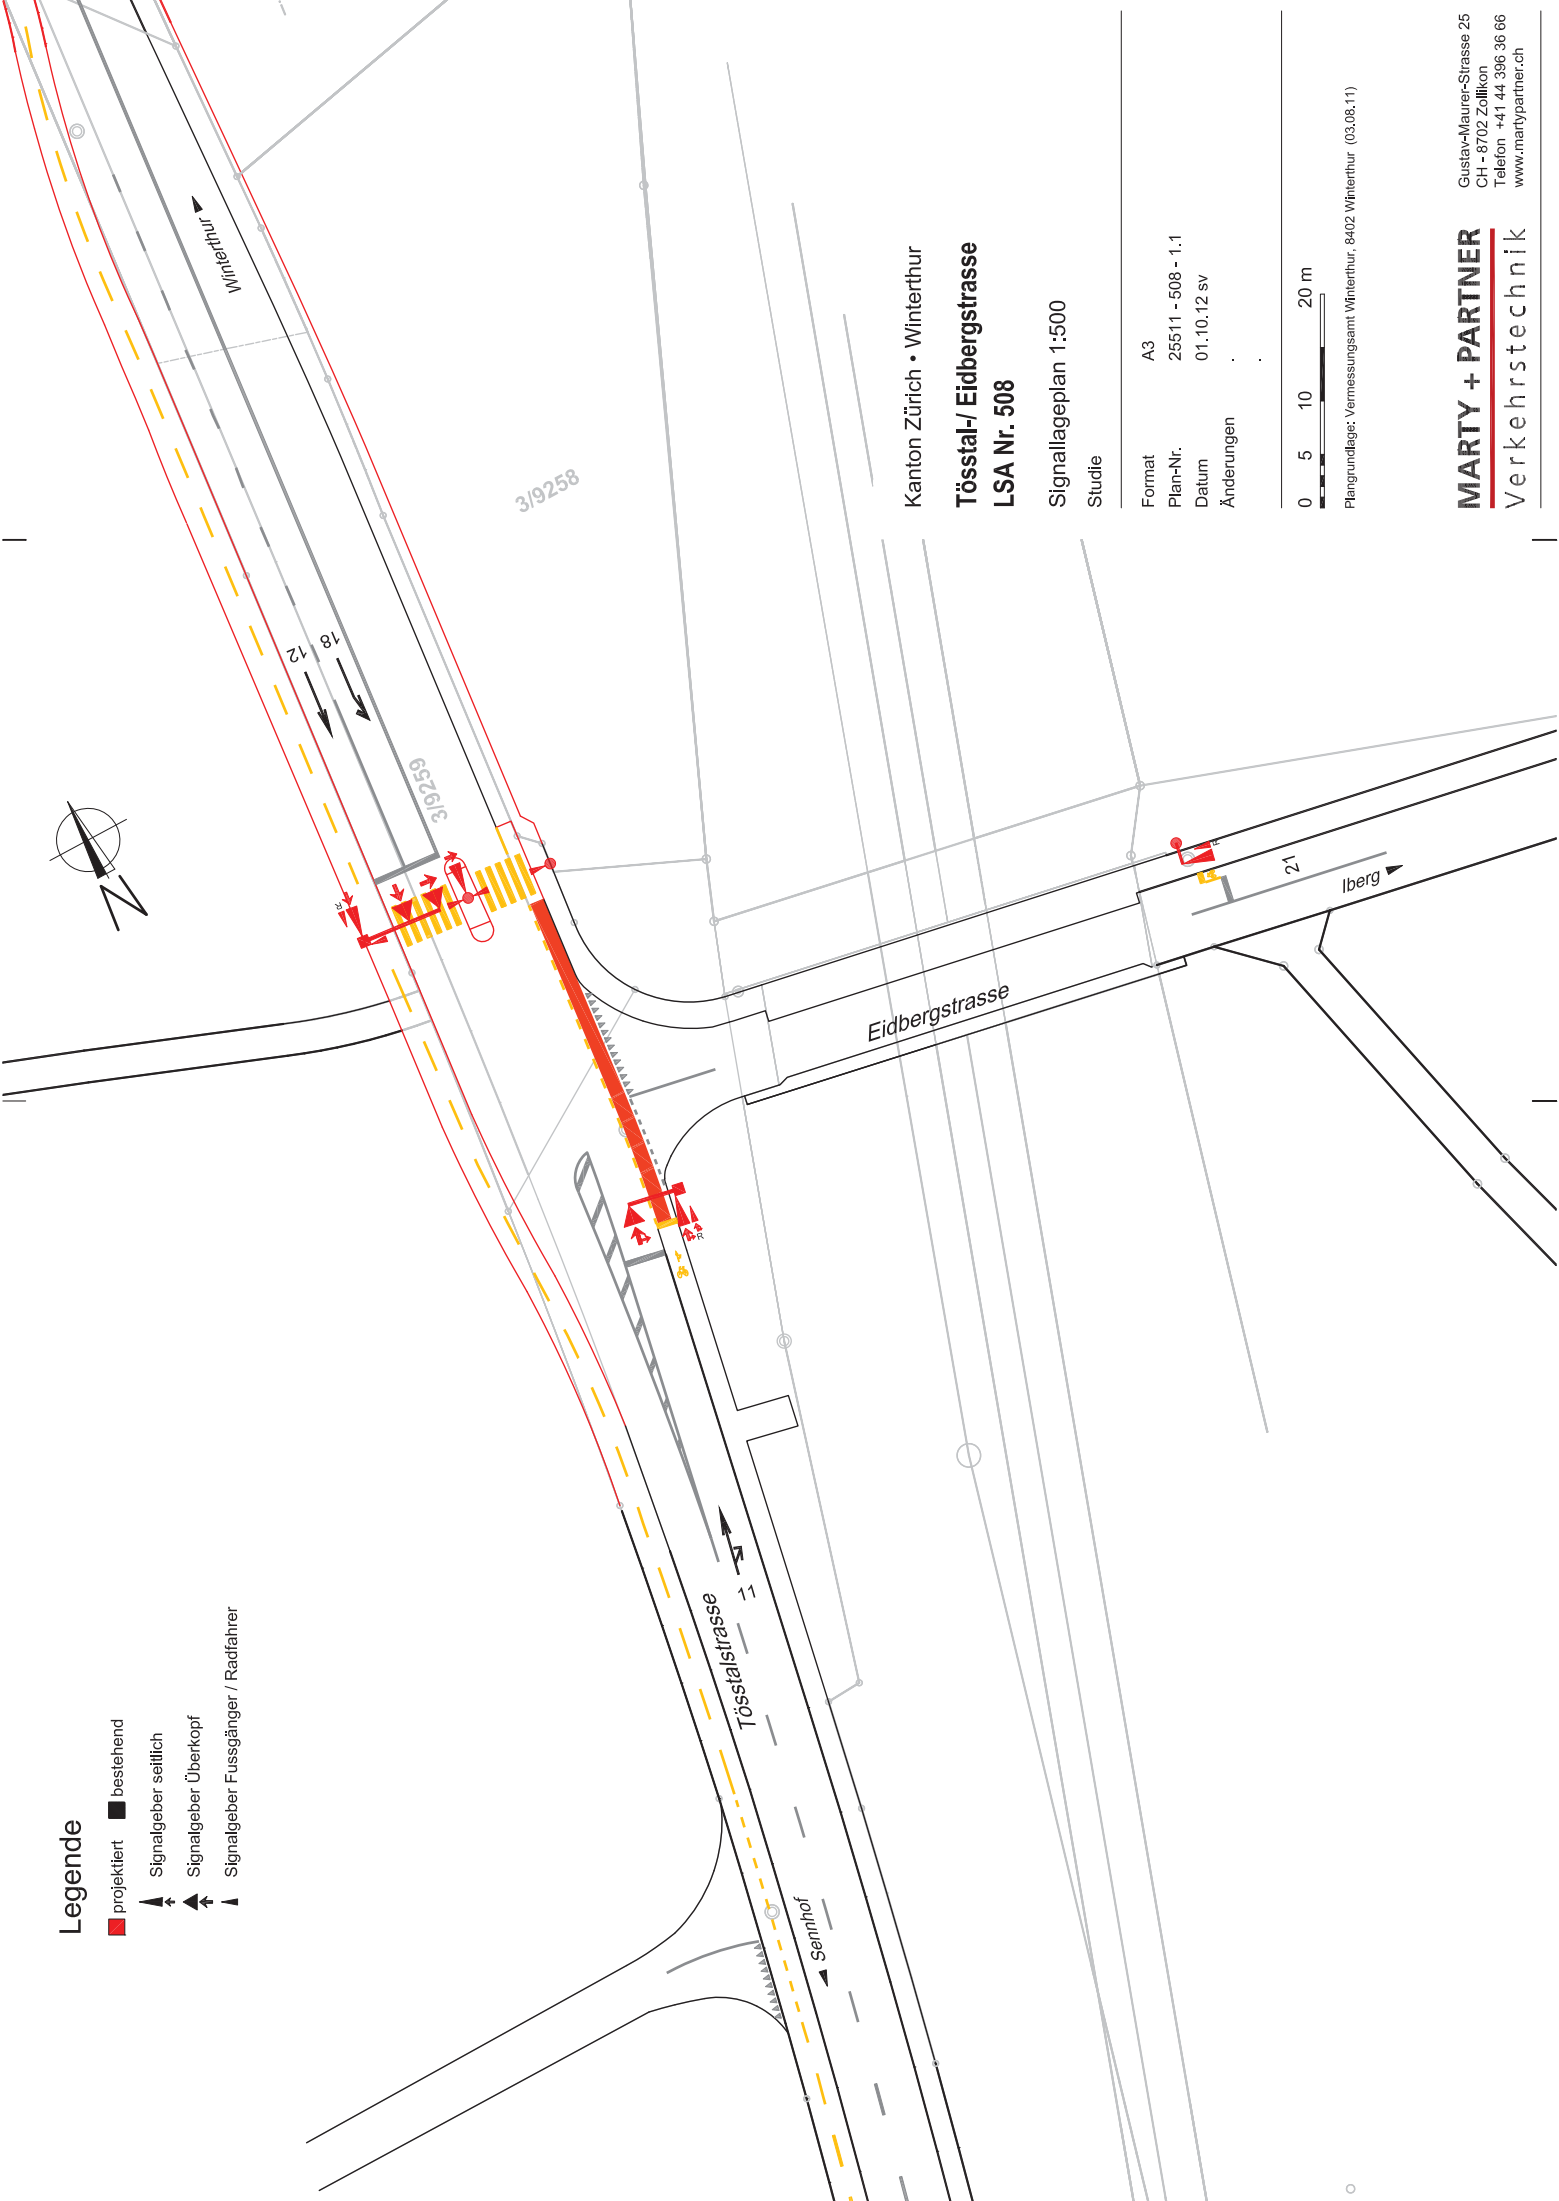 Legende
projektiert bestehend
Signalgeber seitlich
Signalgeber Überkopf
Signalgeber Fussgänger / Radfahrer
N
Winterthur
12
18
3/9258
3/9259
R
R
R
21
Iberg
Eidbergstrasse
11
Tösstalstrasse
Sennhof
Kanton Zürich • Winterthur
Tösstal-/ Eidbergstrasse
LSA Nr. 508
Signallageplan 1:500
Studie
Format A3
Plan-Nr. 25511 - 508 - 1.1
Datum 01.10.12 sv
Änderungen .
.
0 5 10 20 m
Plangrundlage: Vermessungsamt Winterthur, 8402 Winterthur (03.08.11)
MARTY + PARTNER
Verkehrstechnik
Gustav-Maurer-Strasse 25
CH - 8702 Zollikon
Telefon +41 44 396 36 66
www.martypartner.ch